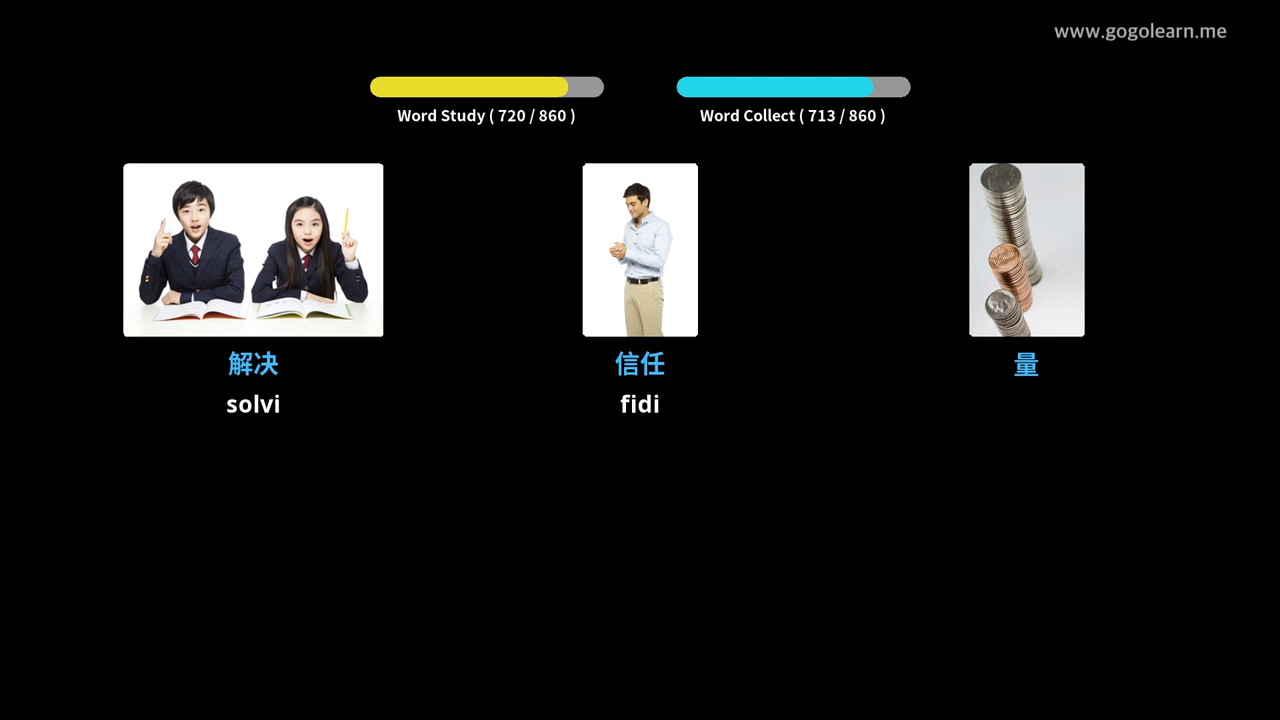 www.gogolearn.me
Word Study ( 720 / 860 )
Word Collect ( 713 / 860 )
解决
信任
量
solvi
fidi